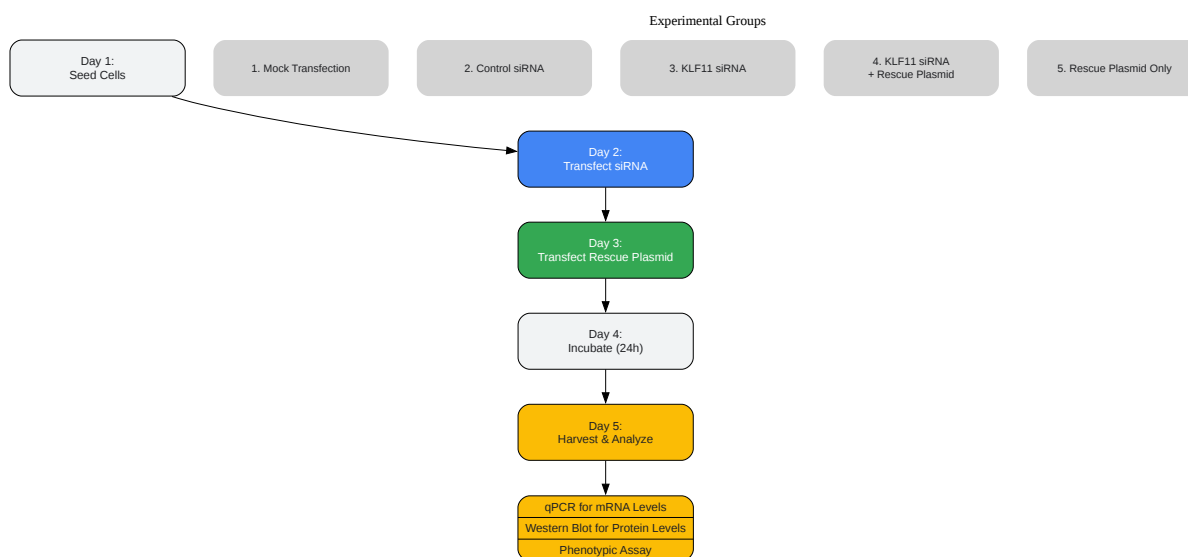 Experimental Groups
Day 1:
Seed Cells
1. Mock Transfection
2. Control siRNA
3. KLF11 siRNA
4. KLF11 siRNA
+ Rescue Plasmid
5. Rescue Plasmid Only
Day 2:
Transfect siRNA
Day 3:
Transfect Rescue Plasmid
Day 4:
Incubate (24h)
Day 5:
Harvest & Analyze
qPCR for mRNA Levels
Western Blot for Protein Levels
Phenotypic Assay